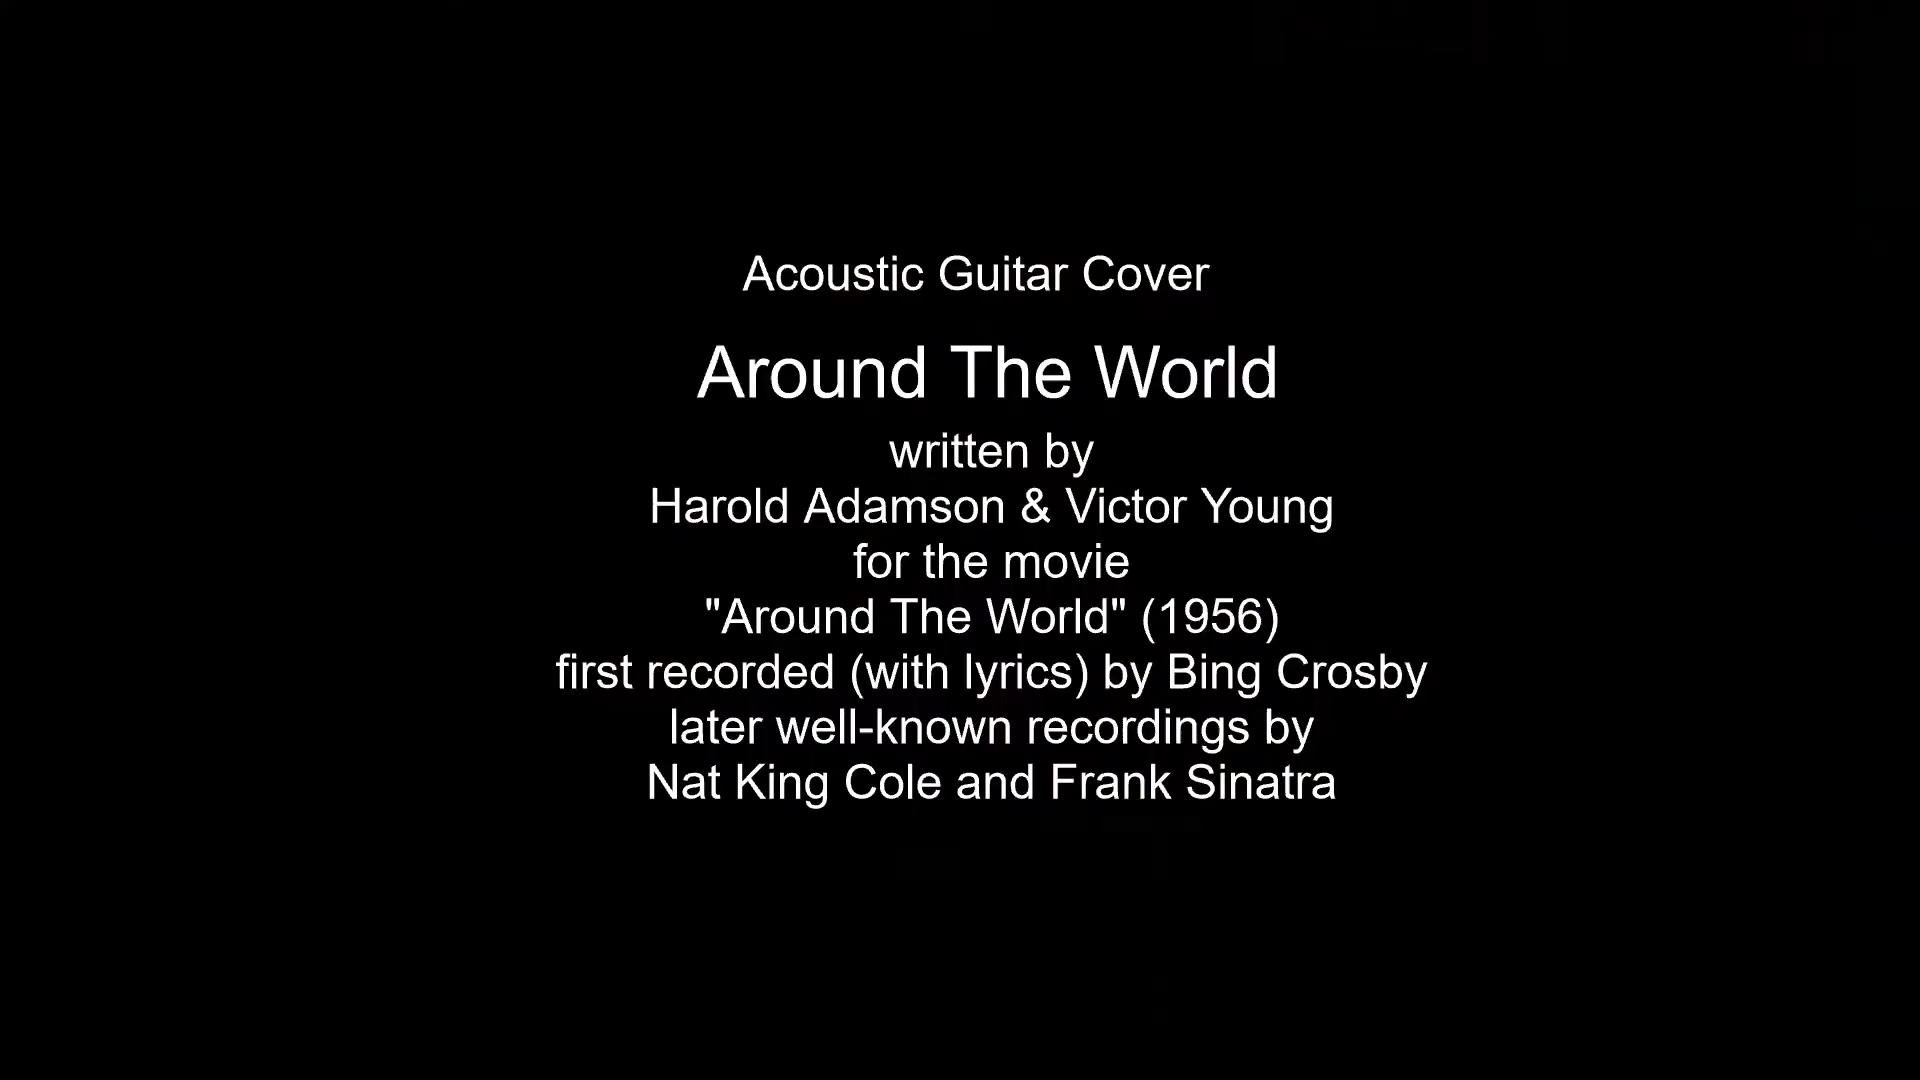 Acoustic Guitar Cover
Around The World
written by
Harold Adamson & Victor Young
for the movie
"Around The World" (1956)
first recorded (with lyrics) by Bing Crosby
later well-known recordings by
Nat King Cole and Frank Sinatra